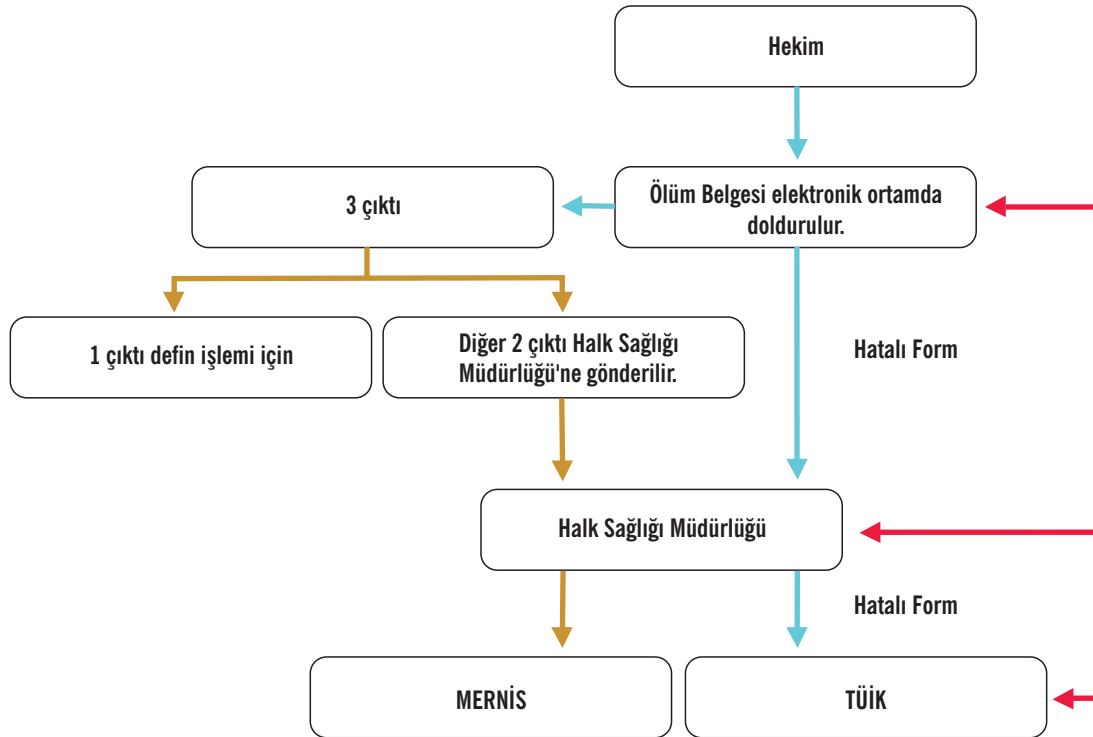 Hekim
3 çıktı
Ölüm Belgesi elektronik ortamda
doldurulur.
1 çıktı defin işlemi için
Diğer 2 çıktı Halk Sağlığı
Müdürlüğü'ne gönderilir.
Hatalı Form
Halk Sağlığı Müdürlüğü
Hatalı Form
MERNİS
TÜİK